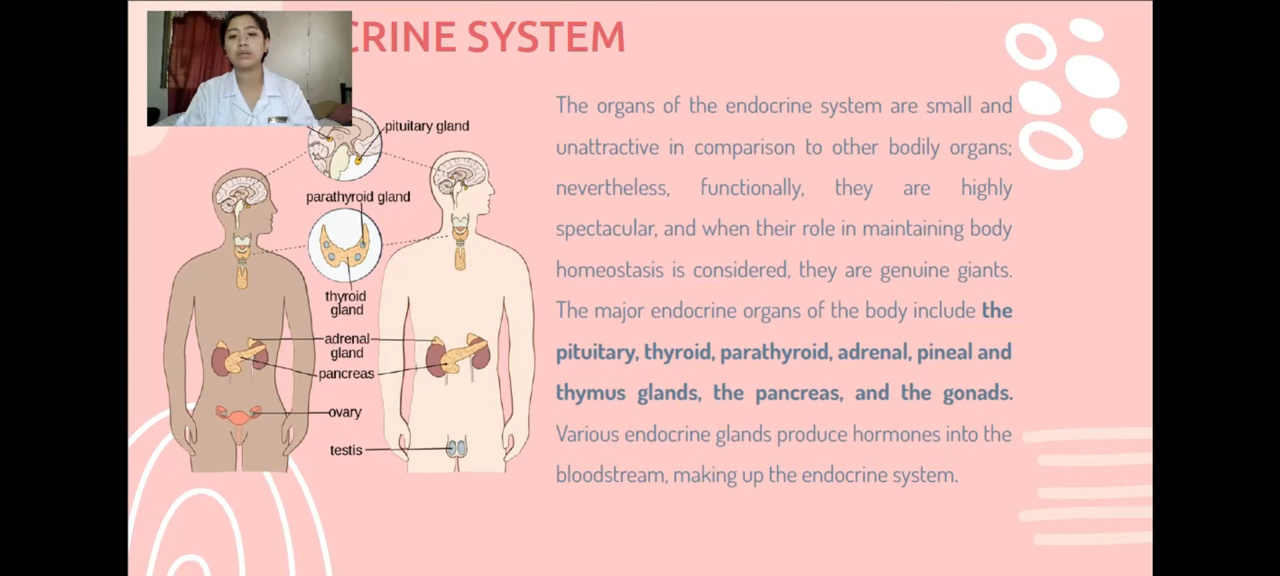 CRINE SYSTEM
The organs of the endocrine system are small and
unattractive in comparison to other bodily organs;
nevertheless, functionally, they are highly
spectacular, and when their role in maintaining body
homeostasis is considered, they are genuine giants.
The major endocrine organs of the body include the
pituitary, thyroid, parathyroid, adrenal, pineal and
thymus glands, the pancreas, and the gonads.
Various endocrine glands produce hormones into the
bloodstream, making up the endocrine system.
pituitary gland
parathyroid gland
thyroid
gland
adrenal
gland
pancreas
ovary
testis